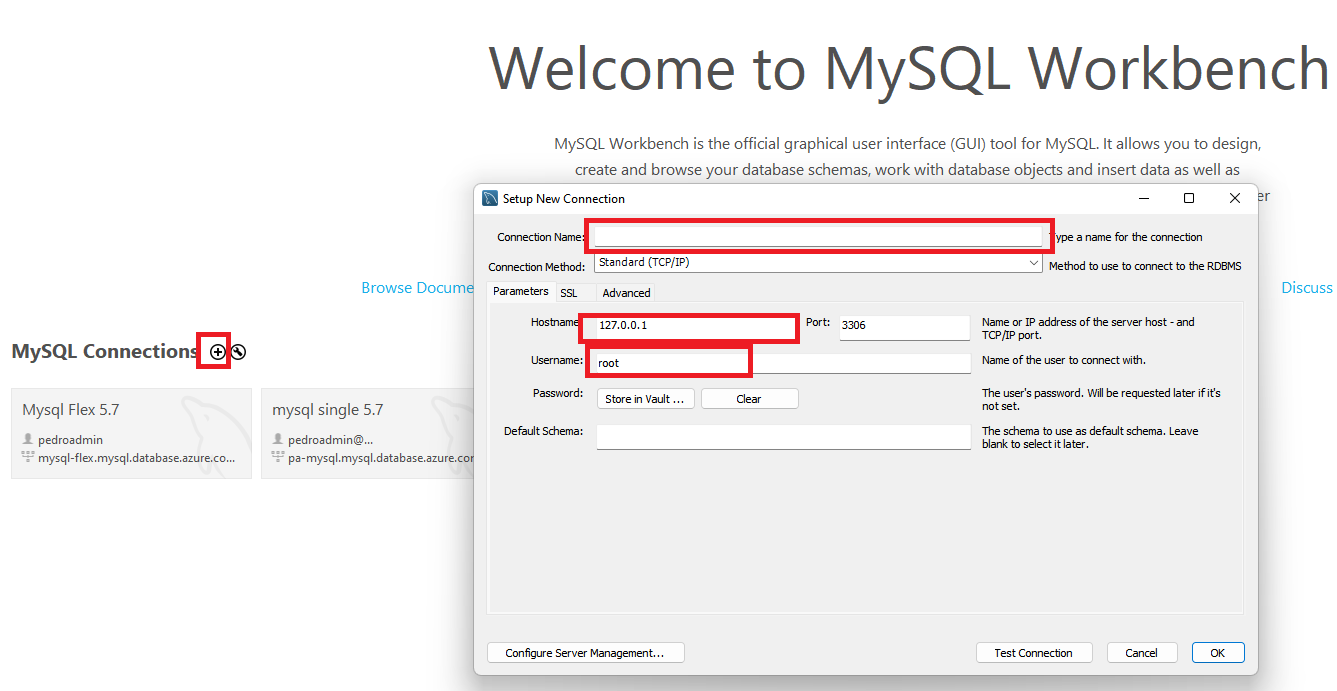 Welcome to MySQL Workbench
MySQL Workbench is the official graphical user interface (GUI) tool for MySQL. It allows you to design,
create and browse your database schemas, work with database objects and insert data as well as
er
Browse Docume
Discuss
MySQL Connections
Mysql Flex 5.7
pedroadmin
mysql-flex.mysql.database.azure.co...
mysql single 5.7
pedroadmin@...
pa-mysql.mysql.database.azure.cor
Setup New Connection
Connection Name:
ype a name for the connection
Connection Method:
Standard (TCP/IP)
Method to use to connect to the RDBMS
Parameters
SSL
Advanced
Hostname
127.0.0.1
Port:
3306
Name or IP address of the server host - and
TCP/IP port.
Username:
root
Name of the user to connect with.
Password:
Store in Vault ...
Clear
The user's password. Will be requested later if it's
not set.
Default Schema:
The schema to use as default schema. Leave
blank to select it later.
Configure Server Management...
Test Connection
Cancel
OK